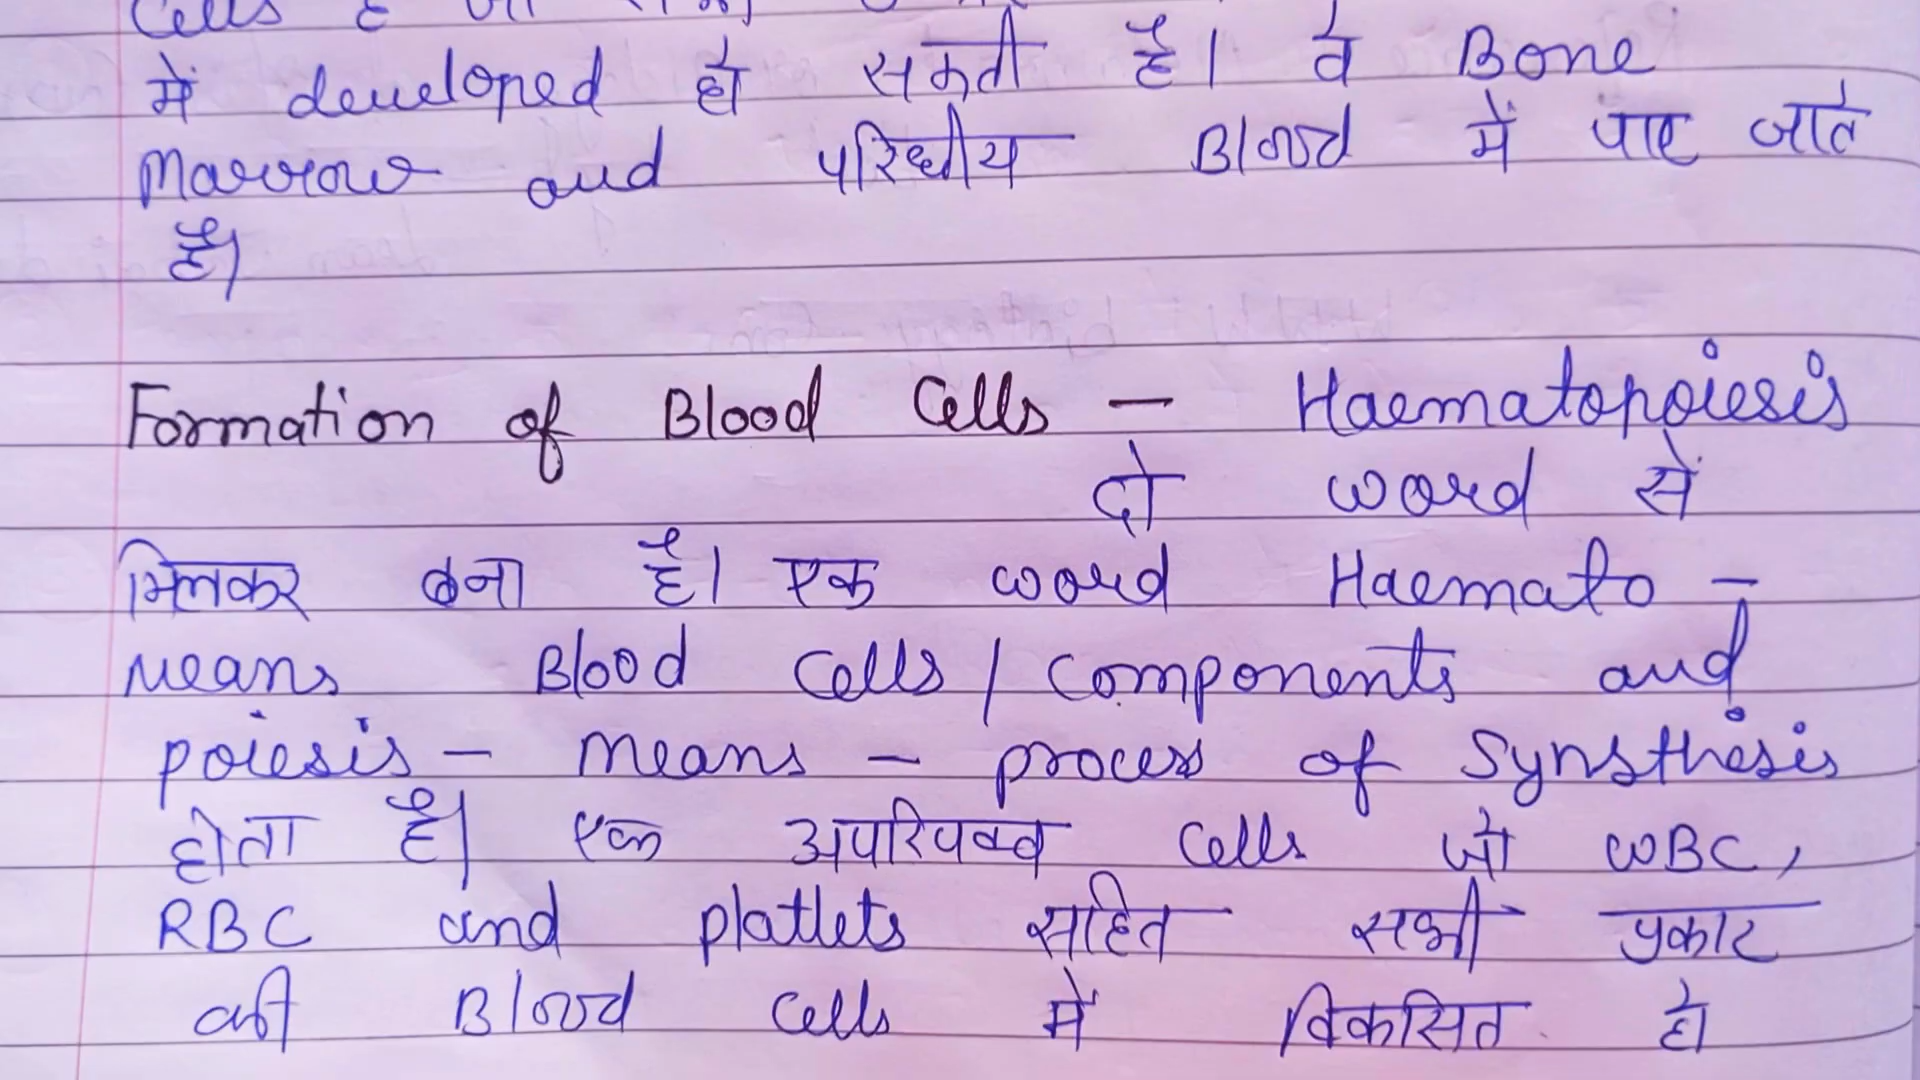 Cells है जो
में developed हो सकती है। वे Bone
Marrow and परिधीय Blood में पाए जाते
है।
Formation of Blood Cells — Haematopoiesis
दो word से
मिलकर बना है। एक word Haemato —
means Blood Cells / Components and
poiesis — means — process of Synsthesis
होता है। एक अपरिपक्व Cells जो WBC,
RBC and platlets सहित सभी प्रकार
की Blood Cells में विकसित हो